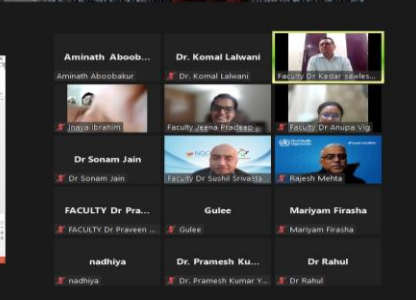 Aminath Aboob...
Aminath Aboobakur
Dr. Komal Lalwani
Dr. Komal Lalwani
Faculty Dr Kedar sawles...
Inaya Ibrahim
Faculty Jeena Pradeep
Faculty Dr Anupa Vig
Dr Sonam Jain
Dr Sonam Jain
Faculty Dr Sushil Srivasta
Rajesh Mehta
FACULTY Dr Pra...
FACULTY Dr Praveen ...
Gulee
Gulee
Mariyam Firasha
Mariyam Firasha
nadhiya
nadhiya
Dr. Pramesh Ku...
Dr. Pramesh Kumar Y...
Dr Rahul
Dr Rahul